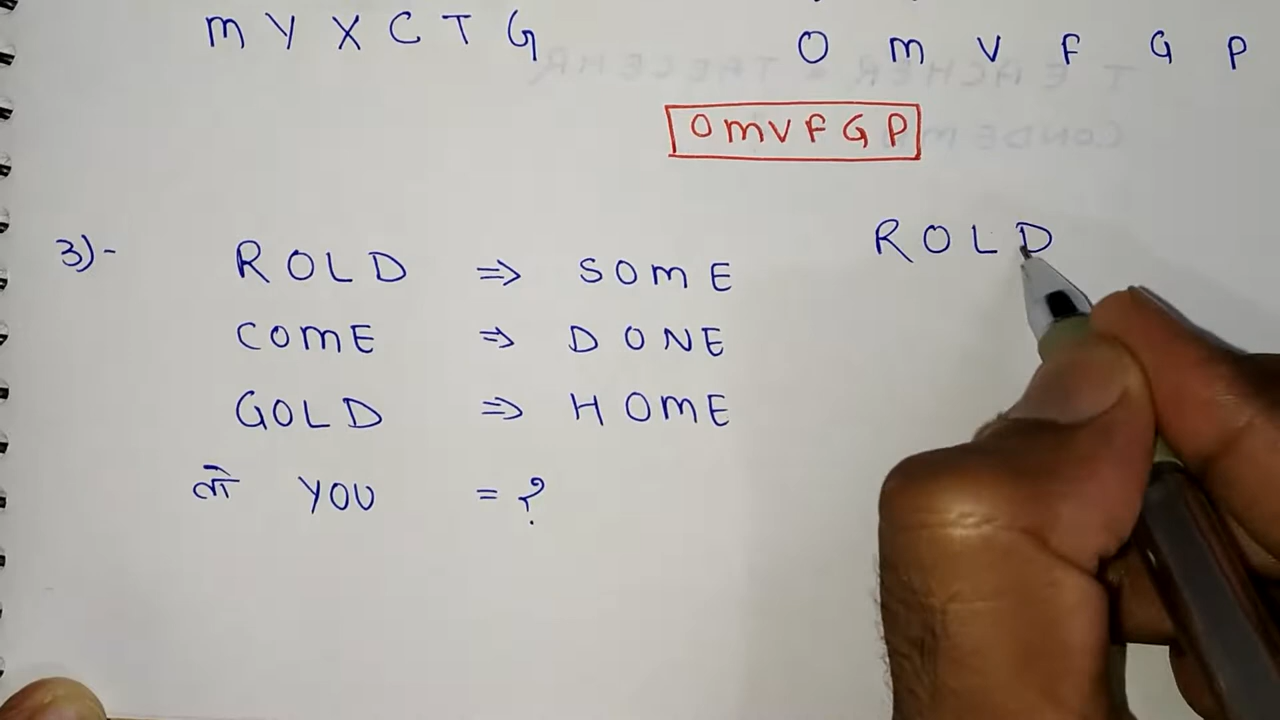 m Y X C T G
O m V F G P
OmVFGP
3)-
ROLD ⇒ SOmE
COmE ⇒ DONE
GOLD ⇒ HOmE
तो YOU = ?
ROLD